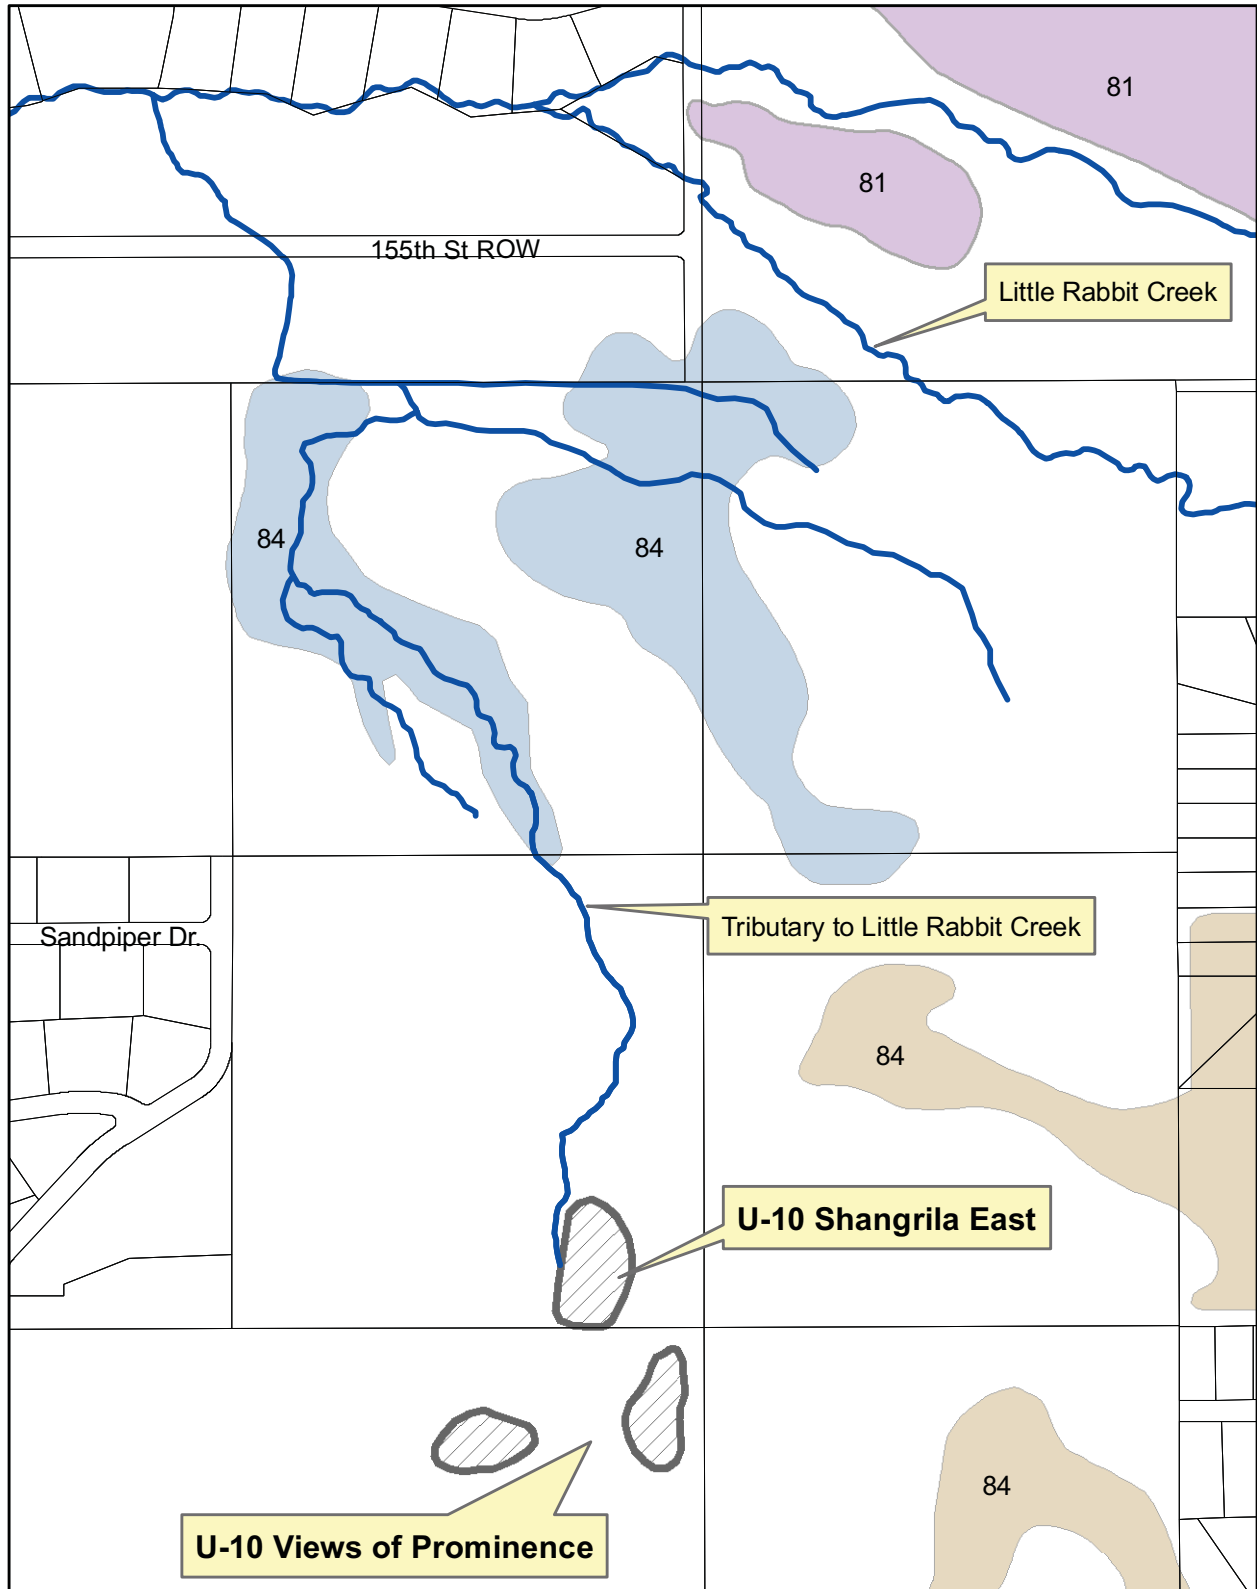 81
81
155th St ROW
Little Rabbit Creek
84
84
Tributary to Little Rabbit Creek
Sandpiper Dr.
84
U-10 Shangrila East
84
U-10 Views of Prominence